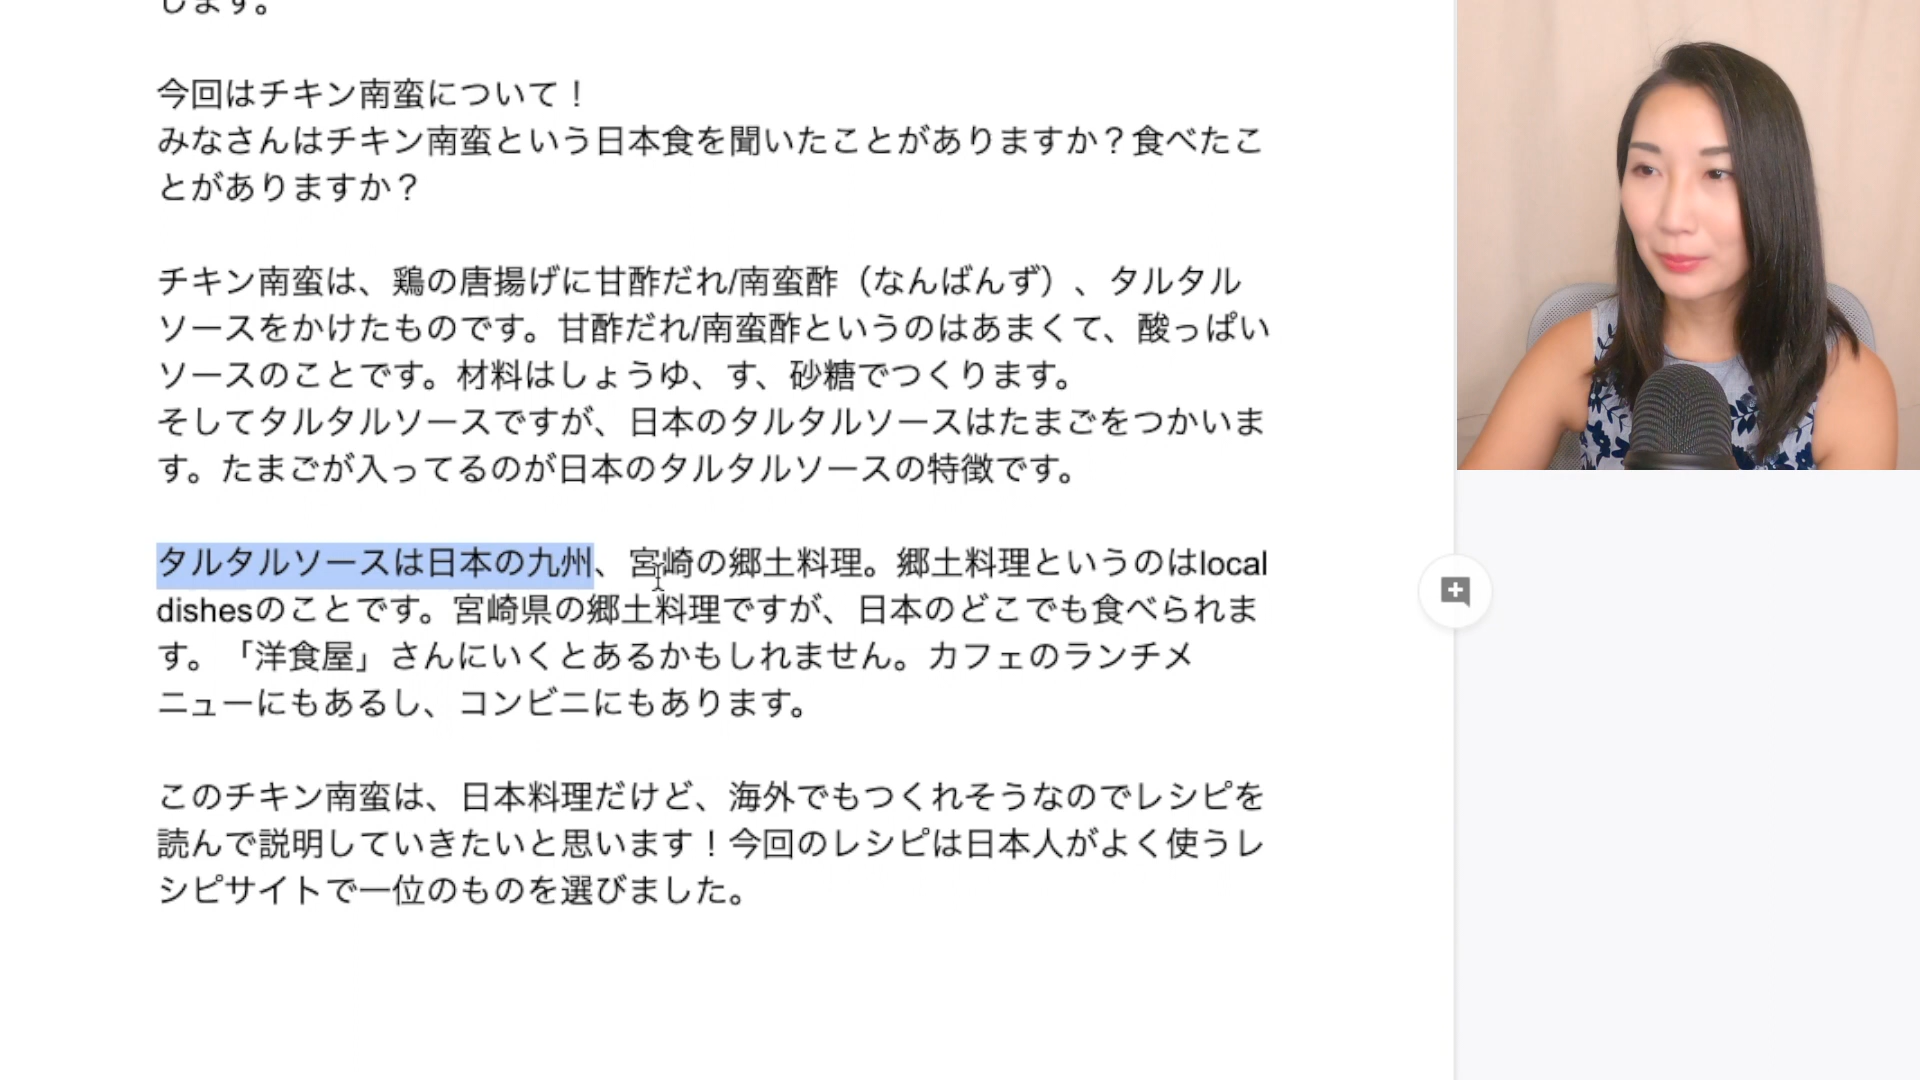 します。
今回はチキン南蛮について！
みなさんはチキン南蛮という日本食を聞いたことがありますか？食べたこ
とがありますか？
チキン南蛮は、鶏の唐揚げに甘酢だれ/南蛮酢（なんばんず）、タルタル
ソースをかけたものです。甘酢だれ/南蛮酢というのはあまくて、酸っぱい
ソースのことです。材料はしょうゆ、す、砂糖でつくります。
そしてタルタルソースですが、日本のタルタルソースはたまごをつかいま
す。たまごが入ってるのが日本のタルタルソースの特徴です。
タルタルソースは日本の九州、宮崎の郷土料理。郷土料理というのはlocal
dishesのことです。宮崎県の郷土料理ですが、日本のどこでも食べられま
す。「洋食屋」さんにいくとあるかもしれません。カフェのランチメ
ニューにもあるし、コンビニにもあります。
このチキン南蛮は、日本料理だけど、海外でもつくれそうなのでレシピを
読んで説明していきたいと思います！今回のレシピは日本人がよく使うレ
シピサイトで一位のものを選びました。